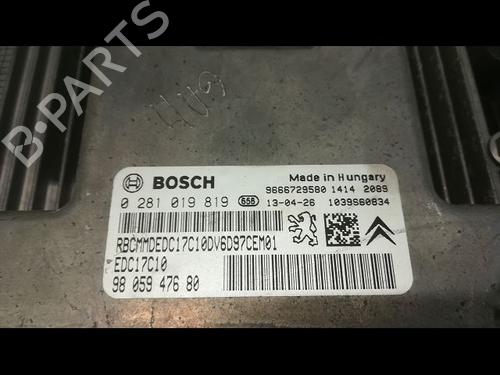 B-PARTS
BOSCH
Made in Hungary
9666729580 1414 2089
0 281 019 819 858 13-04-26 1039S60834
RBCMMDEDC17C10DV6D97CEM01
EDC17C10
98 059 476 80